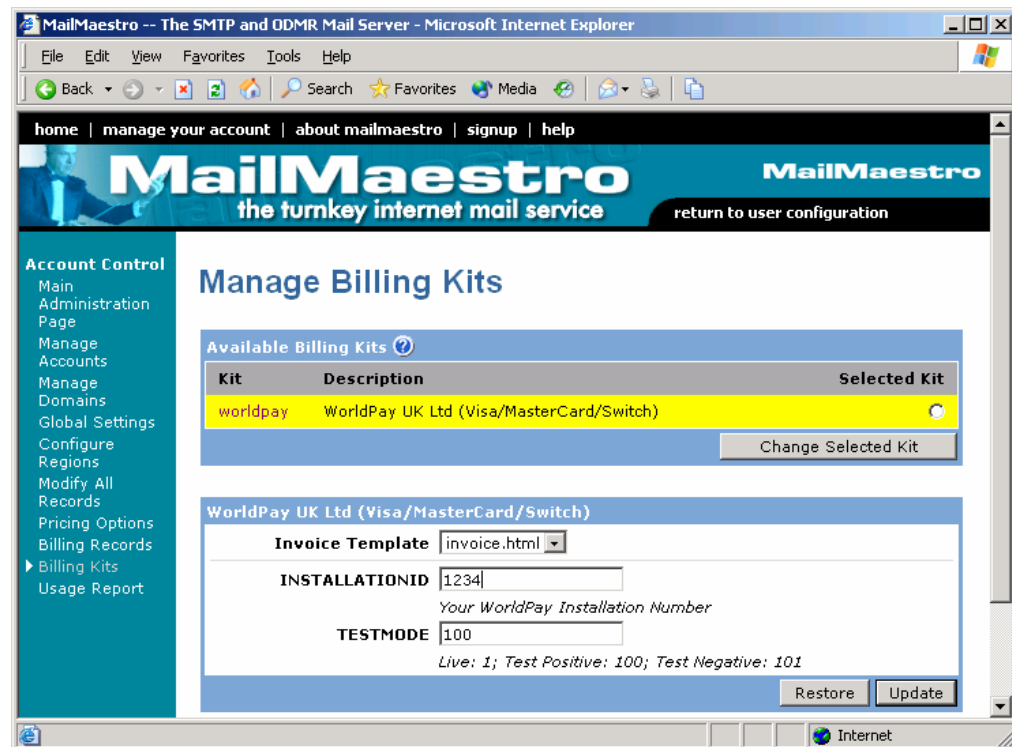 MailMaestro -- The SMTP and ODMR Mail Server - Microsoft Internet Explorer
File Edit View Favorites Tools Help
Back Search Favorites Media
home | manage your account | about mailmaestro | signup | help
MailMaestro
the turnkey internet mail service
MailMaestro
return to user configuration
Account Control
Main
Administration
Page
Manage
Accounts
Manage
Domains
Global Settings
Configure
Regions
Modify All
Records
Pricing Options
Billing Records
Billing Kits
Usage Report
Manage Billing Kits
Available Billing Kits ?
Kit Description Selected Kit
worldpay WorldPay UK Ltd (Visa/MasterCard/Switch)
Change Selected Kit
WorldPay UK Ltd (Visa/MasterCard/Switch)
Invoice Template invoice.html
INSTALLATIONID 1234
Your WorldPay Installation Number
TESTMODE 100
Live: 1; Test Positive: 100; Test Negative: 101
Restore Update
Internet